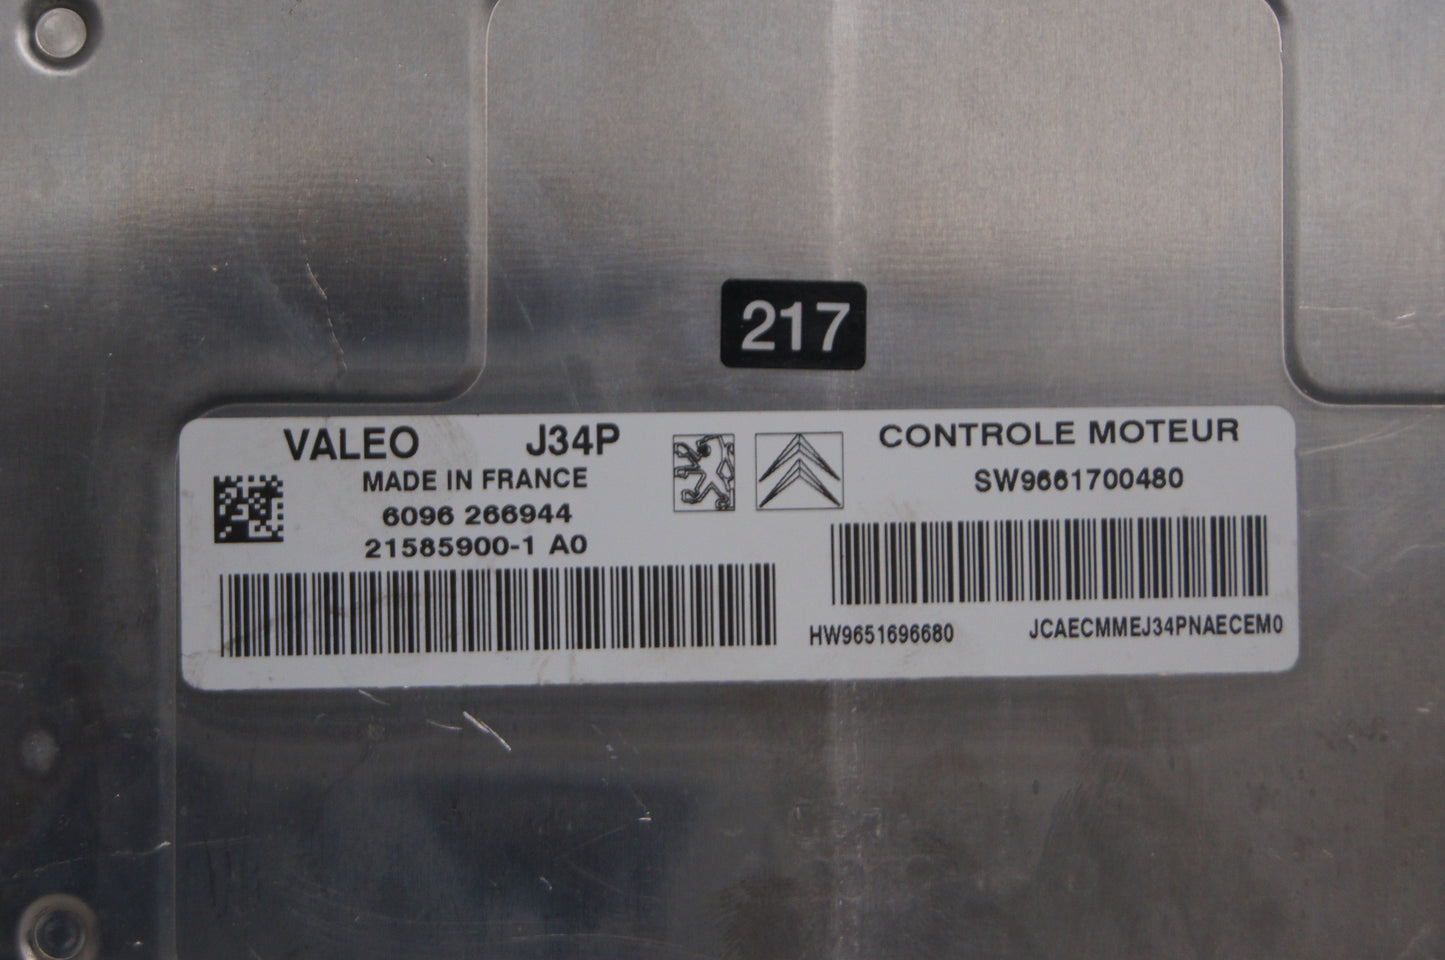 217
VALEO J34P
MADE IN FRANCE
6096 266944
21585900-1 A0
CONTROLE MOTEUR
SW9661700480
HW9651696680 JCAECMMEJ34PNAECEM0